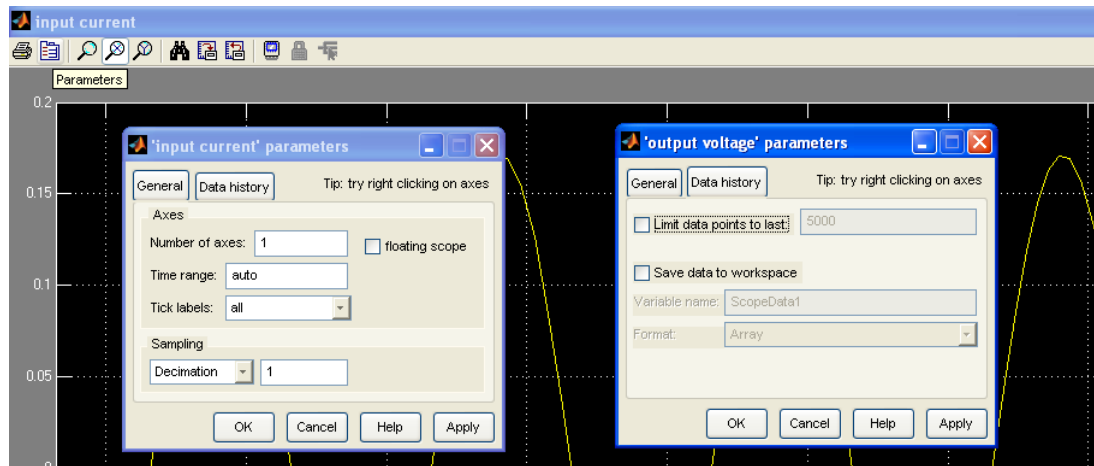 input current
Parameters
0.2
0.15
0.1
0.05
0
'input current' parameters
General
Data history
Tip: try right clicking on axes
Axes
Number of axes: 1
floating scope
Time range: auto
Tick labels: all
Sampling
Decimation 1
OK Cancel Help Apply
'output voltage' parameters
General
Data history
Tip: try right clicking on axes
Limit data points to last: 5000
Save data to workspace
Variable name: ScopeData1
Format: Array
OK Cancel Help Apply